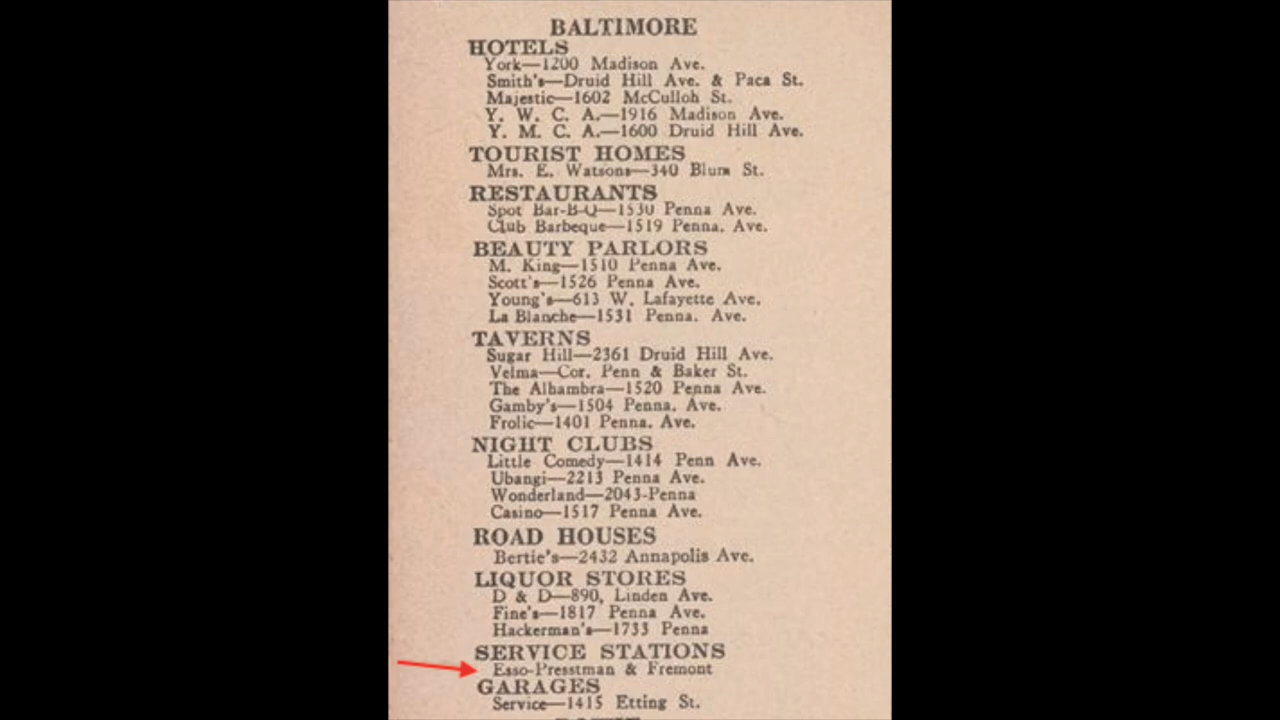 BALTIMORE
HOTELS
York—1200 Madison Ave.
Smith's—Druid Hill Ave. & Paca St.
Majestic—1602 McCulloh St.
Y. W. C. A.—1916 Madison Ave.
Y. M. C. A.—1600 Druid Hill Ave.
TOURIST HOMES
Mrs. E. Watsons—340 Blum St.
RESTAURANTS
Spot Bar-B-Q—1530 Penna Ave.
Club Barbeque—1519 Penna. Ave.
BEAUTY PARLORS
M. King—1510 Penna Ave.
Scott's—1526 Penna Ave.
Young's—613 W. Lafayette Ave.
La Blanche—1531 Penna. Ave.
TAVERNS
Sugar Hill—2361 Druid Hill Ave.
Velma—Cor. Penn & Baker St.
The Alhambra—1520 Penna Ave.
Gamby's—1504 Penna. Ave.
Frolic—1401 Penna. Ave.
NIGHT CLUBS
Little Comedy—1414 Penn Ave.
Ubangi—2213 Penna Ave.
Wonderland—2043-Penna
Casino—1517 Penna Ave.
ROAD HOUSES
Bertie's—2432 Annapolis Ave.
LIQUOR STORES
D & D—890, Linden Ave.
Fine's—1817 Penna Ave.
Hackerman's—1733 Penna
SERVICE STATIONS
Esso-Presstman & Fremont
GARAGES
Service—1415 Etting St.